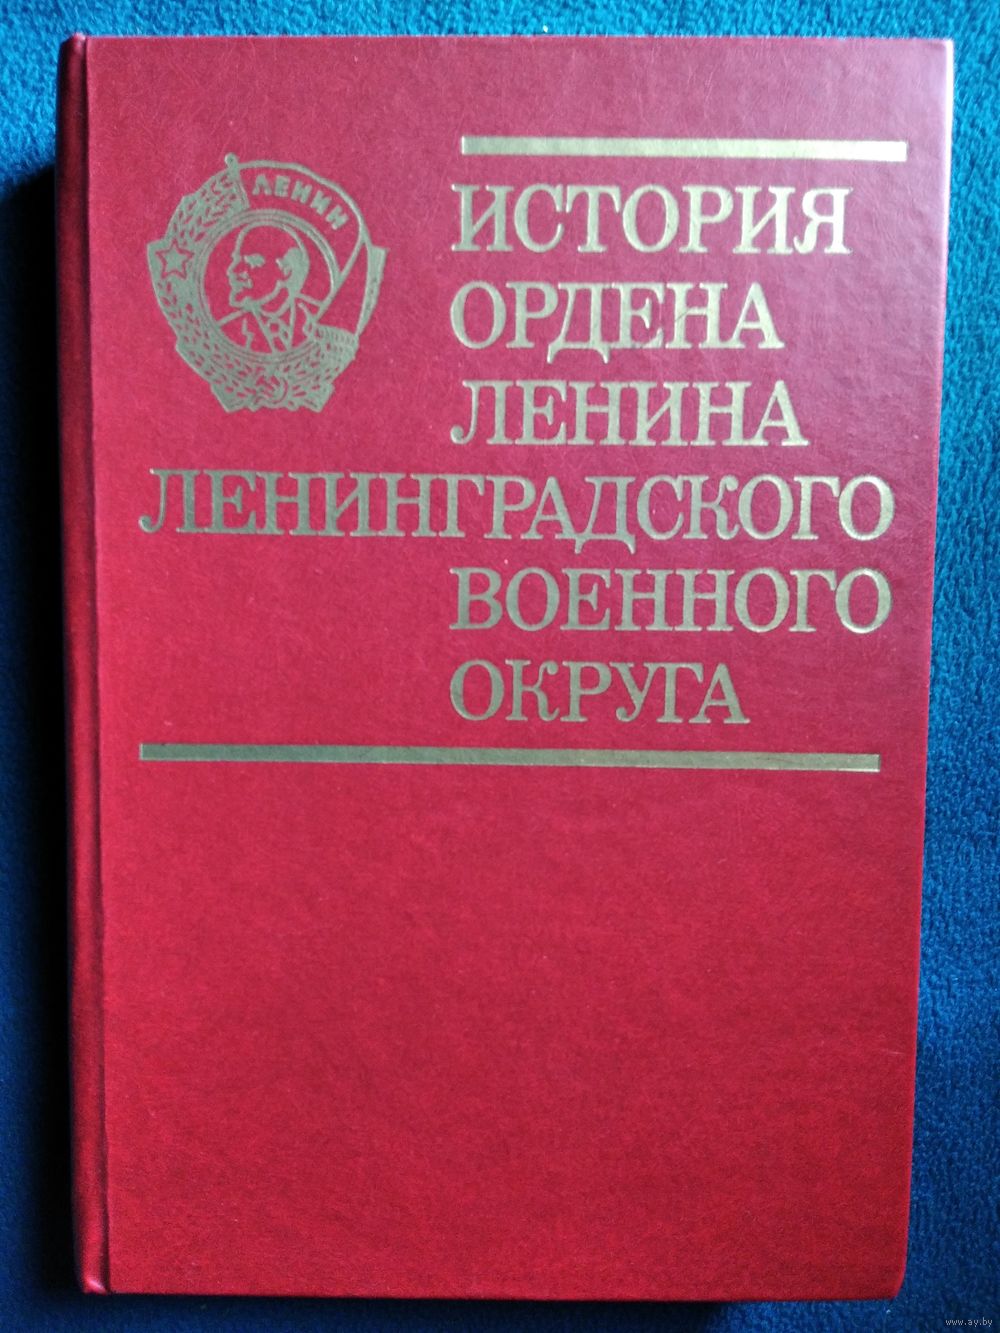 ЛЕНИН
ИСТОРИЯ
ОРДЕНА
ЛЕНИНА
ЛЕНИНГРАДСКОГО
ВОЕННОГО
ОКРУГА
www.ay.by